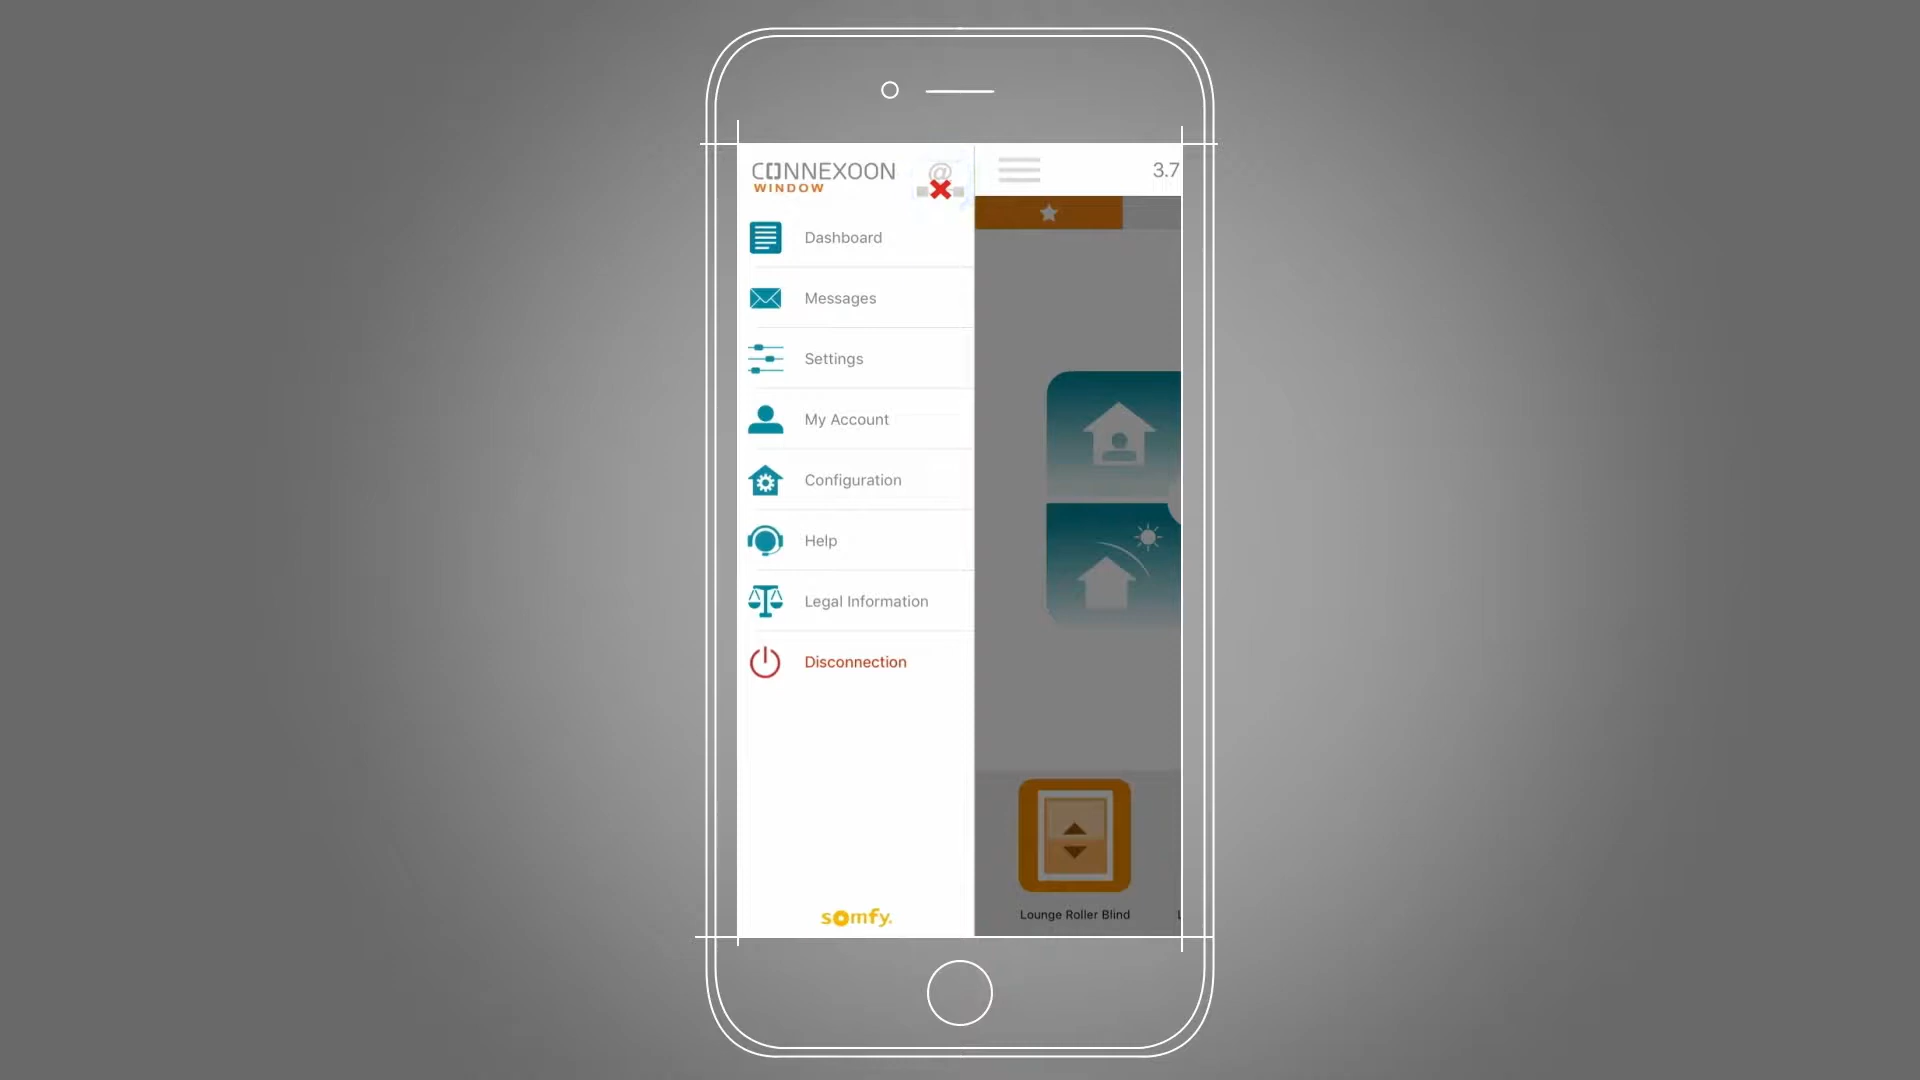 CONNEXOON
WINDOW
@
3.7
Dashboard
Messages
Settings
My Account
Configuration
Help
Legal Information
Disconnection
Lounge Roller Blind
somfy.